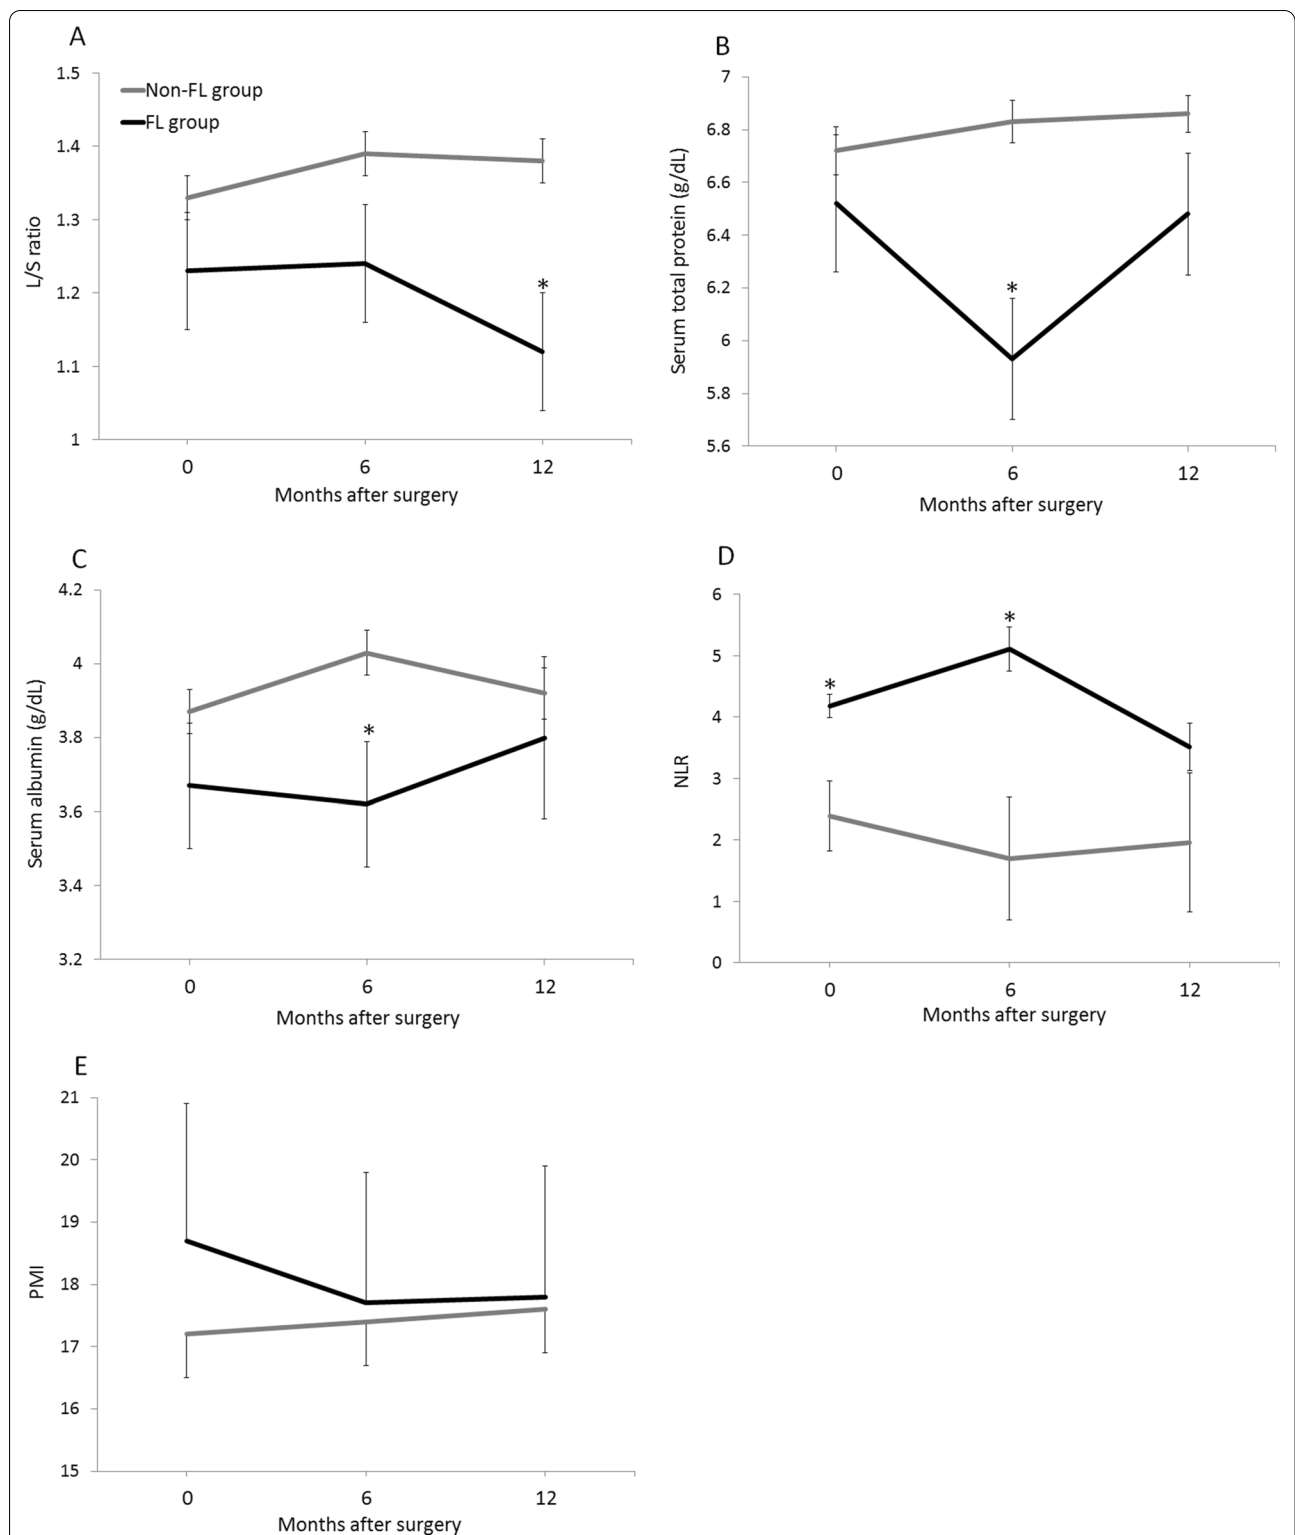 A
L/S ratio
1.5
1.4
1.3
1.2
1.1
1
Non-FL group
FL group
*
0 6 12
Months after surgery
B
Serum total protein (g/dL)
7
6.8
6.6
6.4
6.2
6
5.8
5.6
*
0 6 12
Months after surgery
C
Serum albumin (g/dL)
4.2
4
3.8
3.6
3.4
3.2
*
0 6 12
Months after surgery
D
NLR
6
5
4
3
2
1
0
*
*
0 6 12
Months after surgery
E
PMI
21
20
19
18
17
16
15
0 6 12
Months after surgery